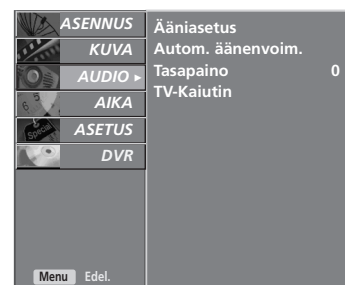 ASENNUS
KUVA
AUDIO ►
AIKA
ASETUS
DVR
Menu Edel.
Ääniasetus
Autom. äänenvoim.
Tasapaino 0
TV-Kaiutin